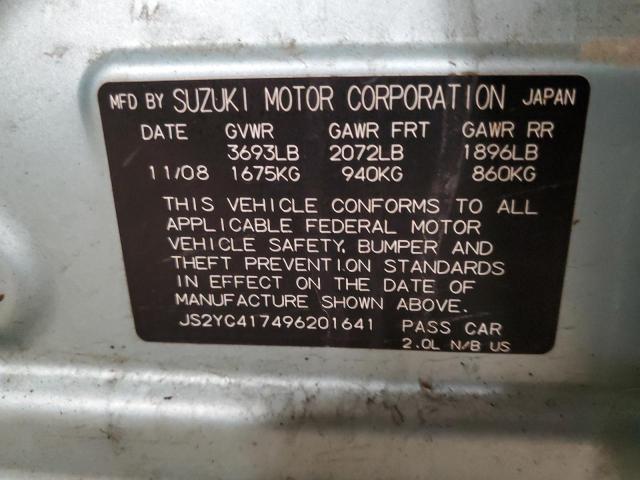 MFD BY SUZUKI MOTOR CORPORATION JAPAN
DATE GVWR GAWR FRT GAWR RR
3693LB 2072LB 1896LB
11/08 1675KG 940KG 860KG
THIS VEHICLE CONFORMS TO ALL
APPLICABLE FEDERAL MOTOR
VEHICLE SAFETY, BUMPER AND
THEFT PREVENTION STANDARDS
IN EFFECT ON THE DATE OF
MANUFACTURE SHOWN ABOVE.
JS2YC417496201641 PASS CAR
2.0L N/B US